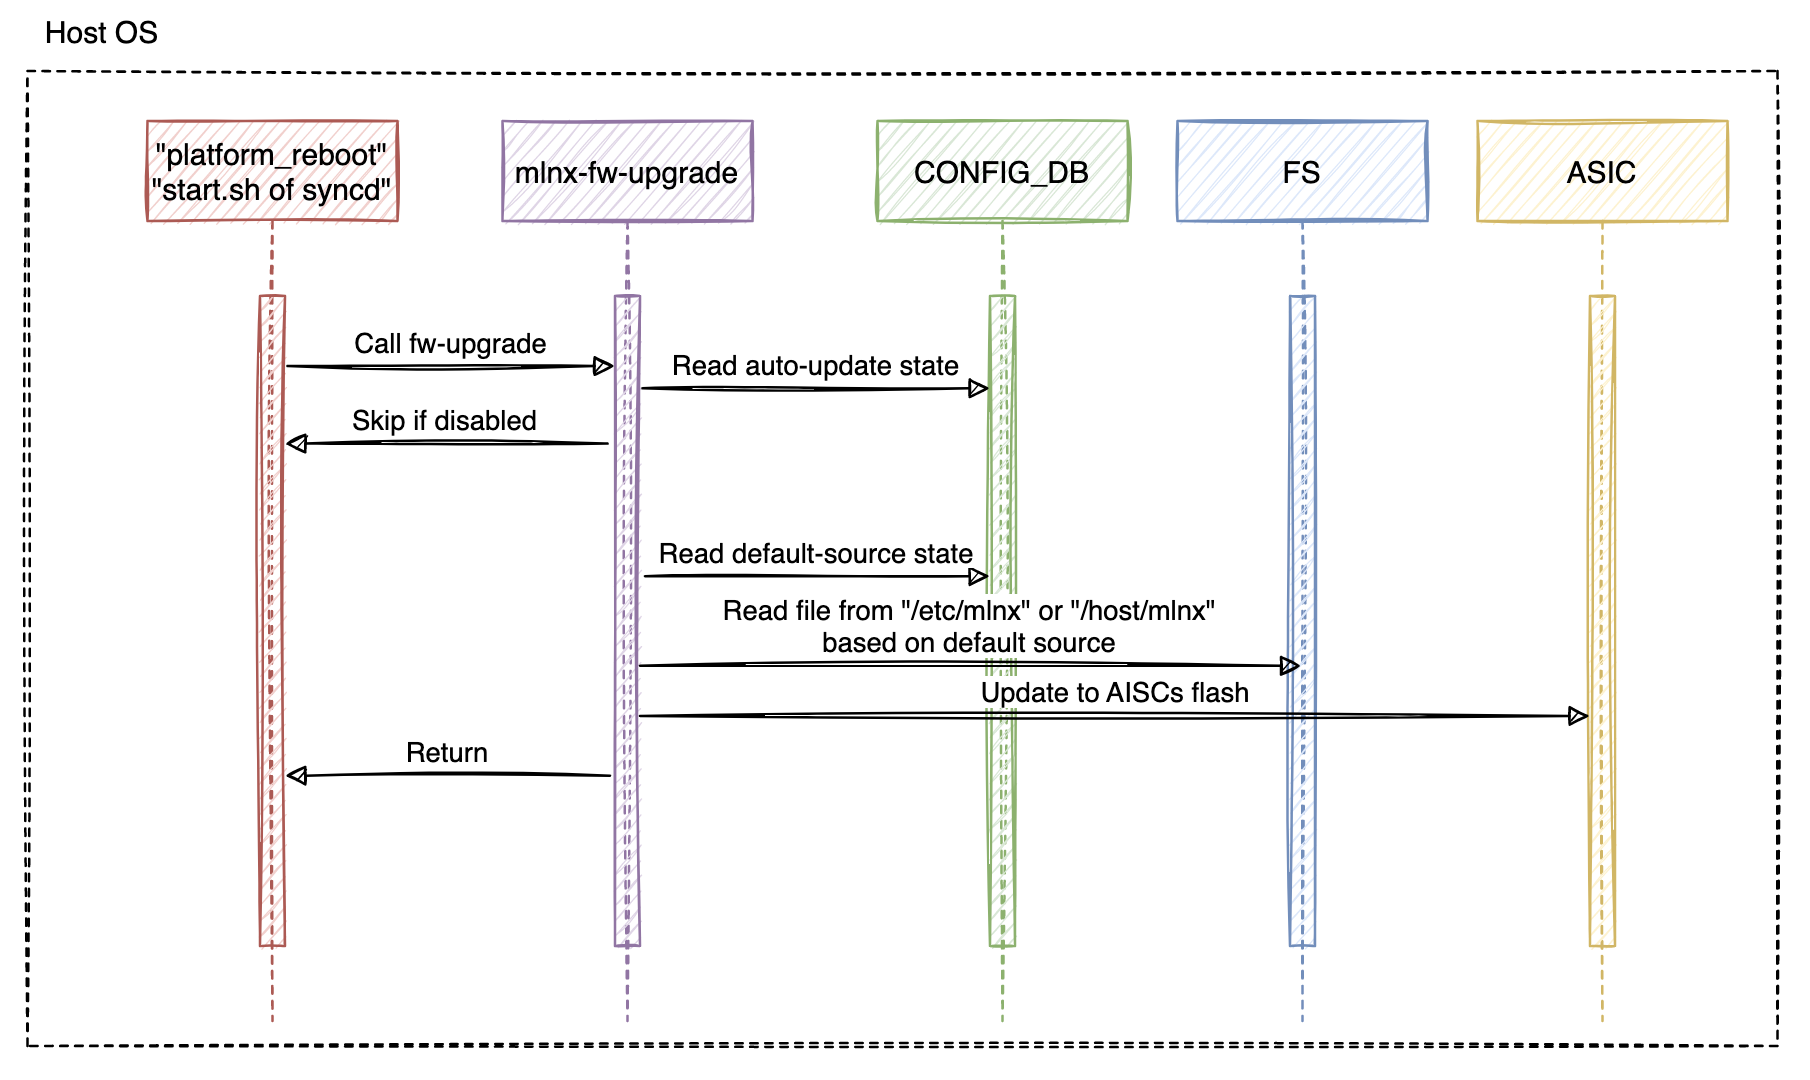 Host OS
"platform_reboot"
"start.sh of syncd"
mlnx-fw-upgrade
CONFIG_DB
FS
ASIC
Call fw-upgrade
Read auto-update state
Skip if disabled
Read default-source state
Read file from "/etc/mlnx" or "/host/mlnx"
based on default source
Update to AISCs flash
Return